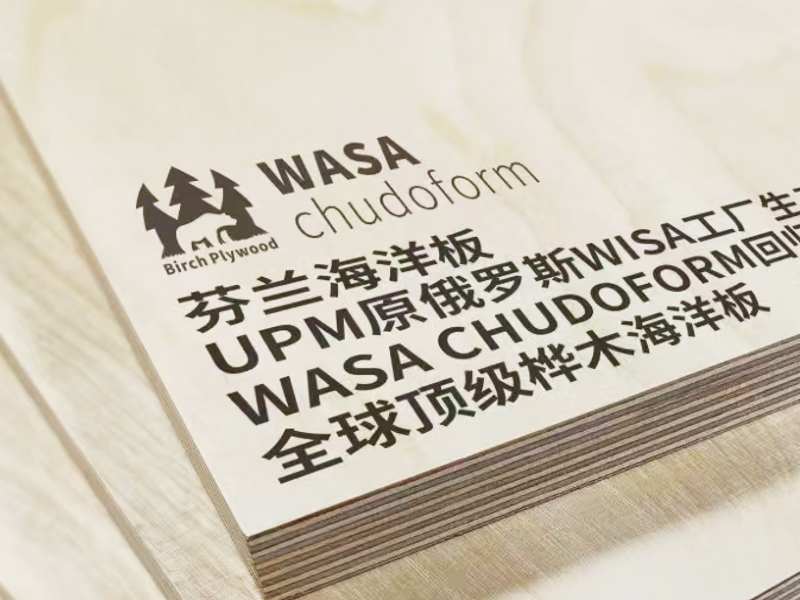 WASA
chudoform
Birch Plywood
芬兰海洋板
UPM原俄罗斯WISA工厂生
WASA CHUDOFORM回归
全球顶级桦木海洋板